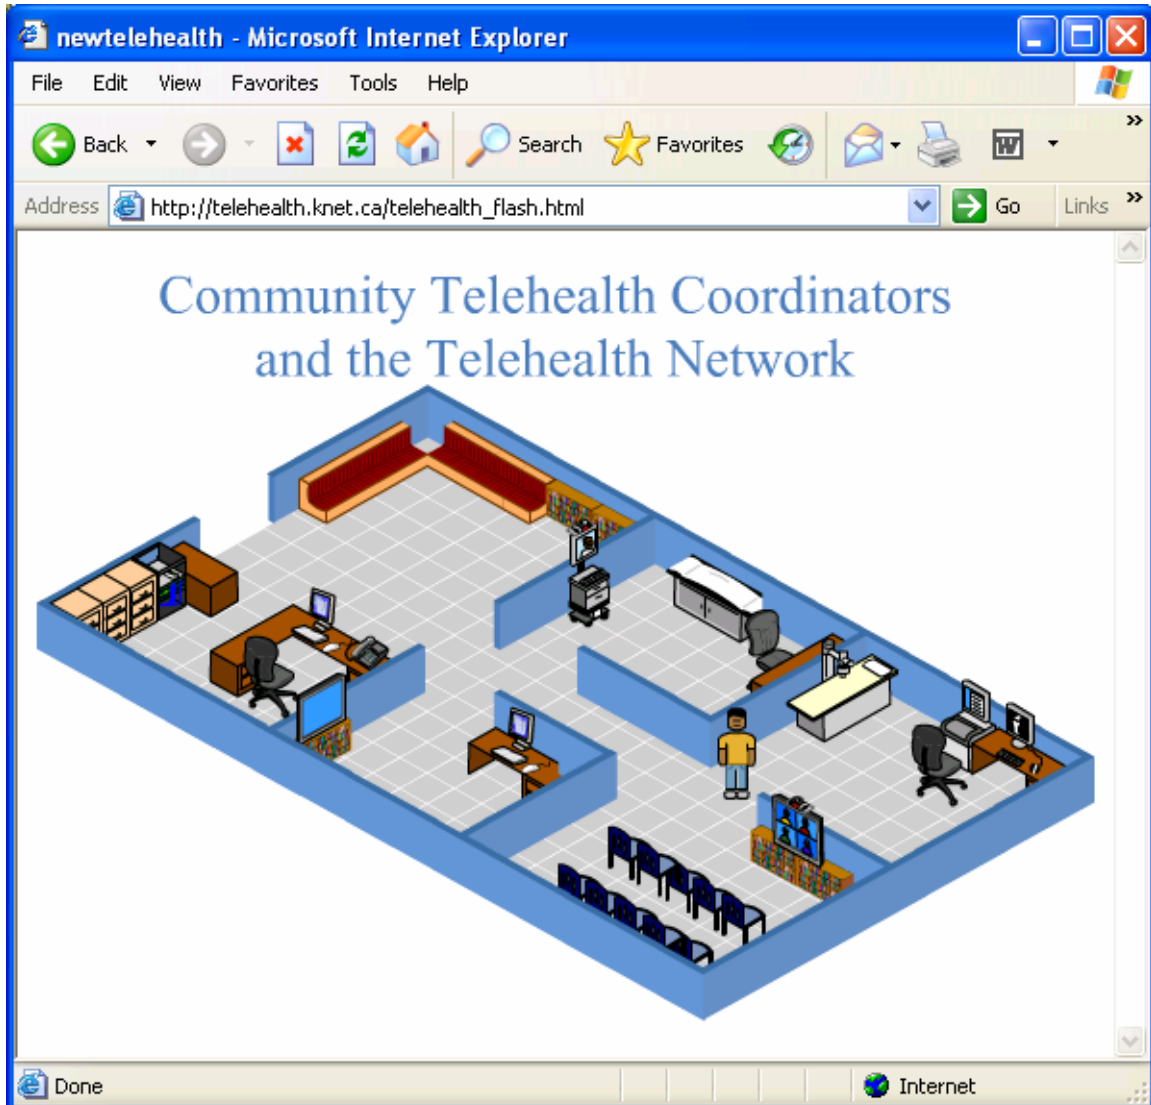 newtelehealth - Microsoft Internet Explorer
File Edit View Favorites Tools Help
Back Search Favorites
Address http://telehealth.knet.ca/telehealth_flash.html Go Links
Community Telehealth Coordinators
and the Telehealth Network
Done Internet